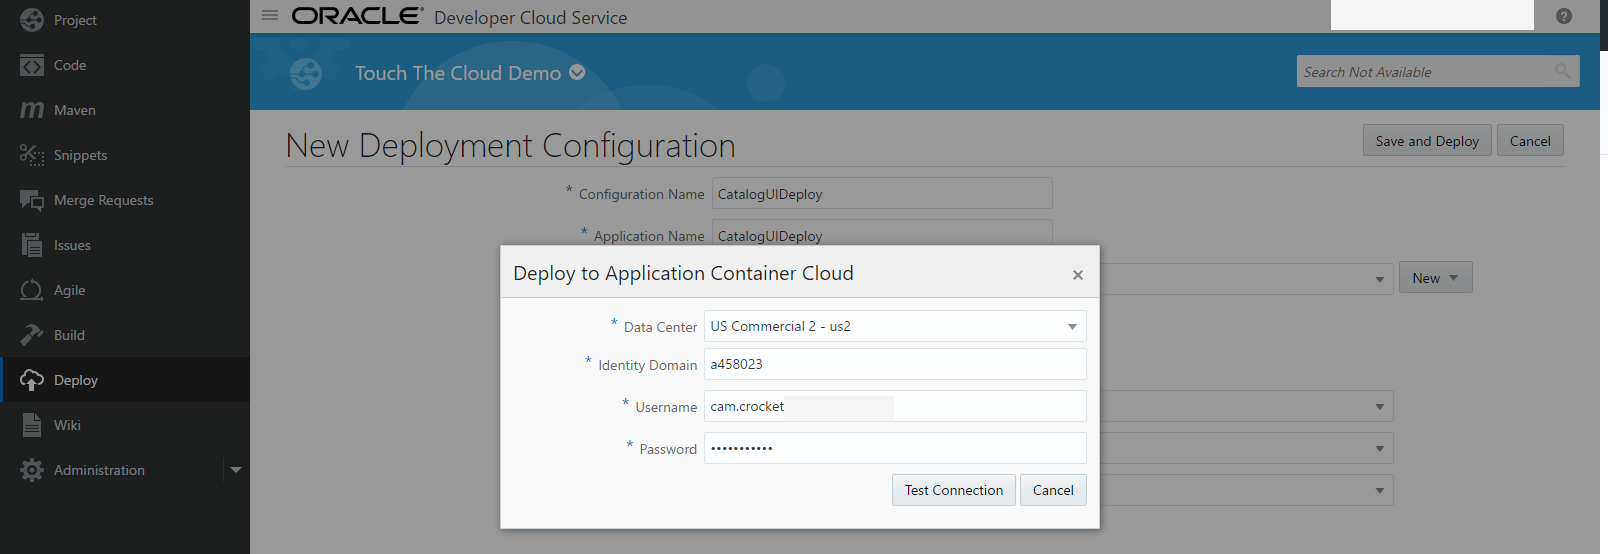 Project
Code
Maven
Snippets
Merge Requests
Issues
Agile
Build
Deploy
Wiki
Administration
ORACLE® Developer Cloud Service
Touch The Cloud Demo
Search Not Available
New Deployment Configuration
Save and Deploy
Cancel
* Configuration Name CatalogUIDeploy
* Application Name CatalogUIDeploy
New
Deploy to Application Container Cloud
* Data Center US Commercial 2 - us2
* Identity Domain a458023
* Username cam.crocket
* Password •••••••••••
Test Connection
Cancel